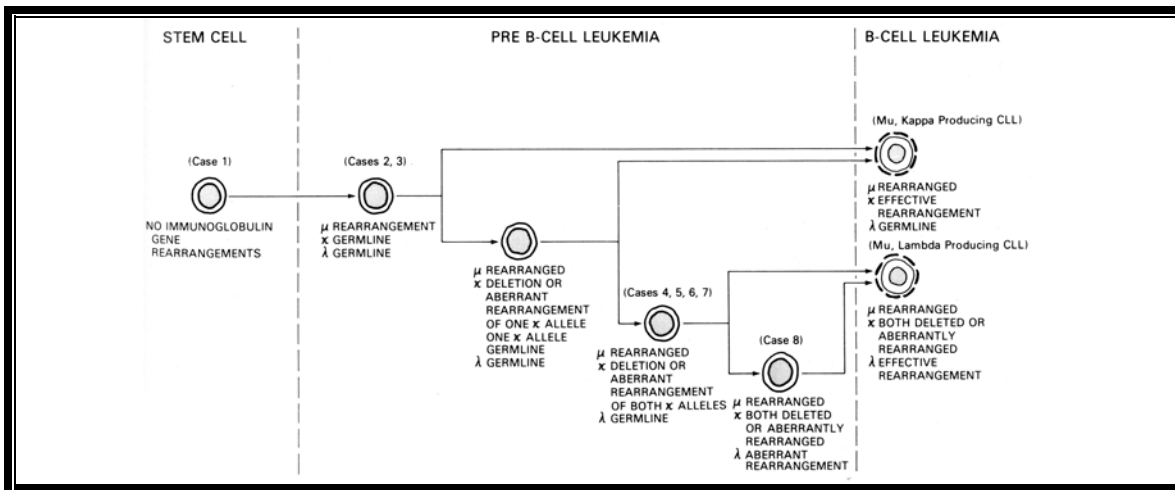 STEM CELL
PRE B-CELL LEUKEMIA
B-CELL LEUKEMIA
(Case 1)
NO IMMUNOGLOBULIN
GENE
REARRANGEMENTS
(Cases 2, 3)
μ REARRANGEMENT
ϰ GERMLINE
λ GERMLINE
μ REARRANGED
ϰ DELETION OR
ABERRANT
REARRANGEMENT
OF ONE ϰ ALLELE
ONE ϰ ALLELE
GERMLINE
λ GERMLINE
(Cases 4, 5, 6, 7)
μ REARRANGED
ϰ DELETION OR
ABERRANT
REARRANGEMENT
OF BOTH ϰ ALLELES
λ GERMLINE
(Case 8)
μ REARRANGED
ϰ BOTH DELETED
OR ABERRANTLY
REARRANGED
λ ABERRANT
REARRANGEMENT
(Mu, Kappa Producing CLL)
μ REARRANGED
ϰ EFFECTIVE
REARRANGEMENT
λ GERMLINE
(Mu, Lambda Producing CLL)
μ REARRANGED
ϰ BOTH DELETED OR
ABERRANTLY
REARRANGED
λ EFFECTIVE
REARRANGEMENT